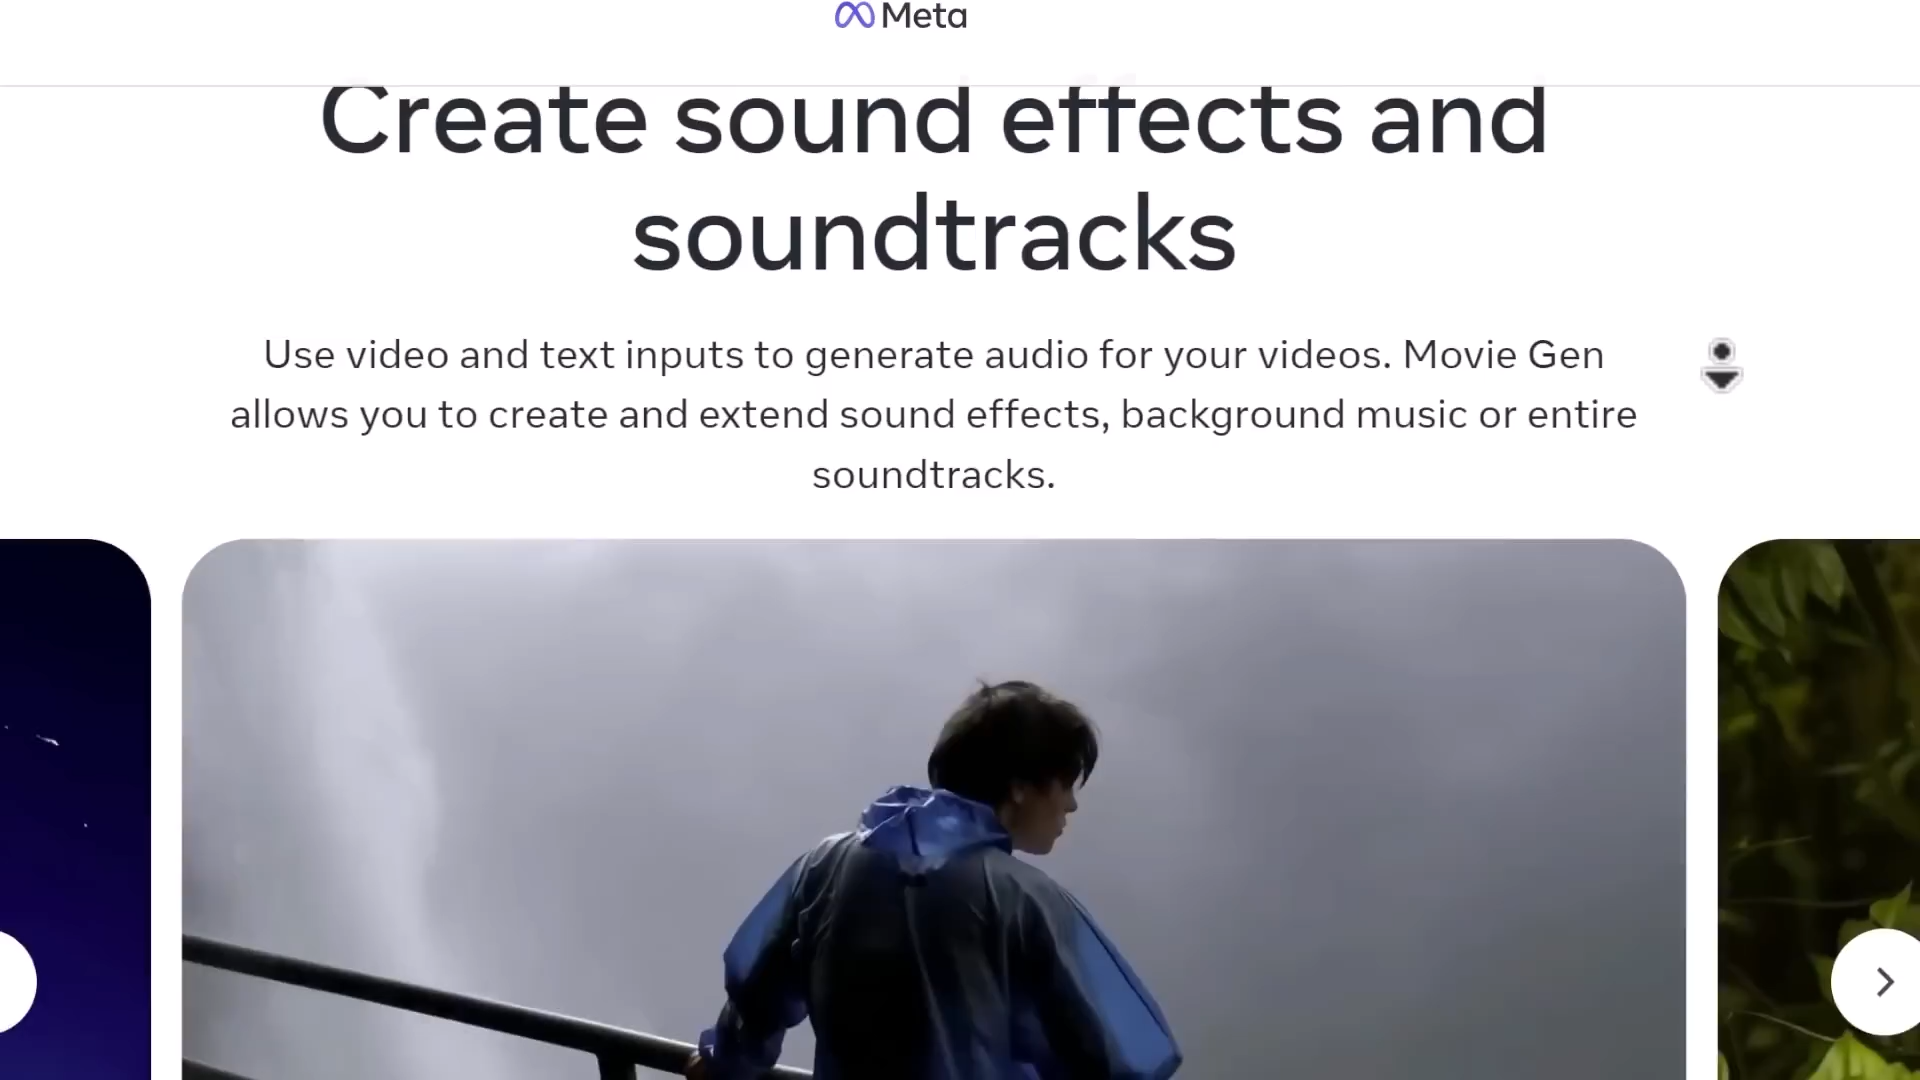 Meta
Create sound effects and
soundtracks
Use video and text inputs to generate audio for your videos. Movie Gen
allows you to create and extend sound effects, background music or entire
soundtracks.